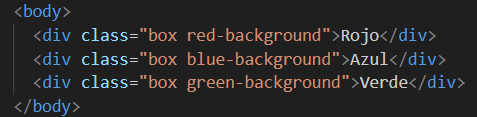 <body>
<div class="box red-background">Rojo</div>
<div class="box blue-background">Azul</div>
<div class="box green-background">Verde</div>
</body>